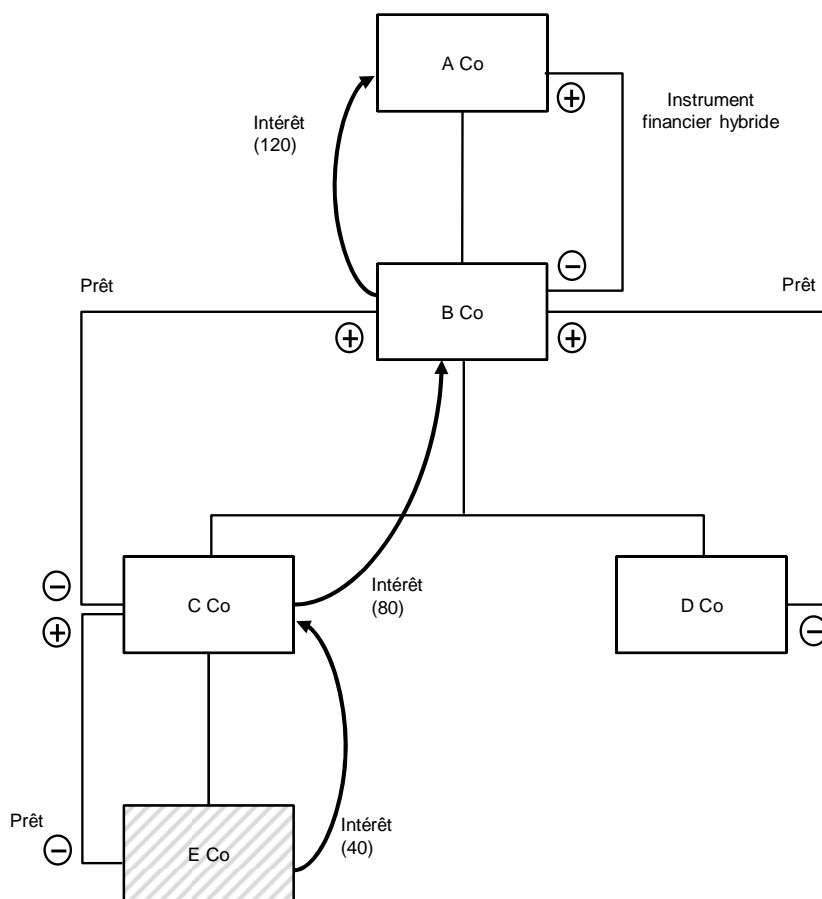 A Co
+
Instrument
financier hybride
Intérêt
(120)
−
Prêt
Prêt
B Co
+
+
−
C Co
Intérêt
(80)
D Co
+
−
Prêt
Intérêt
(40)
−
E Co